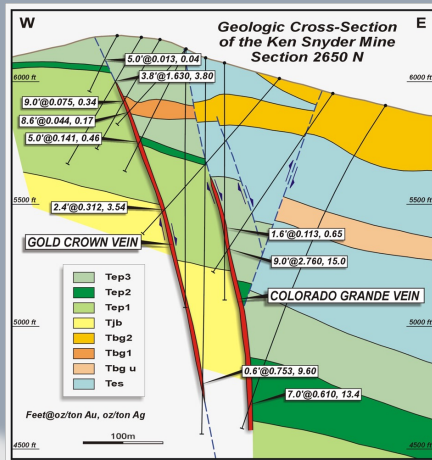 W
E
Geologic Cross-Section
of the Ken Snyder Mine
Section 2650 N
5.0'@0.013, 0.04
3.8'@1.630, 3.80
6000
6000 ft
9.0'@0.075, 0.34
8.6'@0.044, 0.17
5.0'@0.141, 0.46
5500
5500 ft
2.4'@0.312, 3.54
1.6'@0.113, 0.65
GOLD CROWN VEIN
9.0'@2.760, 15.0
COLORADO GRANDE VEIN
Tep3
Tep2
Tep1
Tjb
Tbg2
Tbg1
Tbg u
Tes
5000
5000 ft
0.6'@0.753, 9.60
7.0'@0.610, 13.4
Feet@oz/ton Au, oz/ton Ag
100m
4500 ft
4500 ft